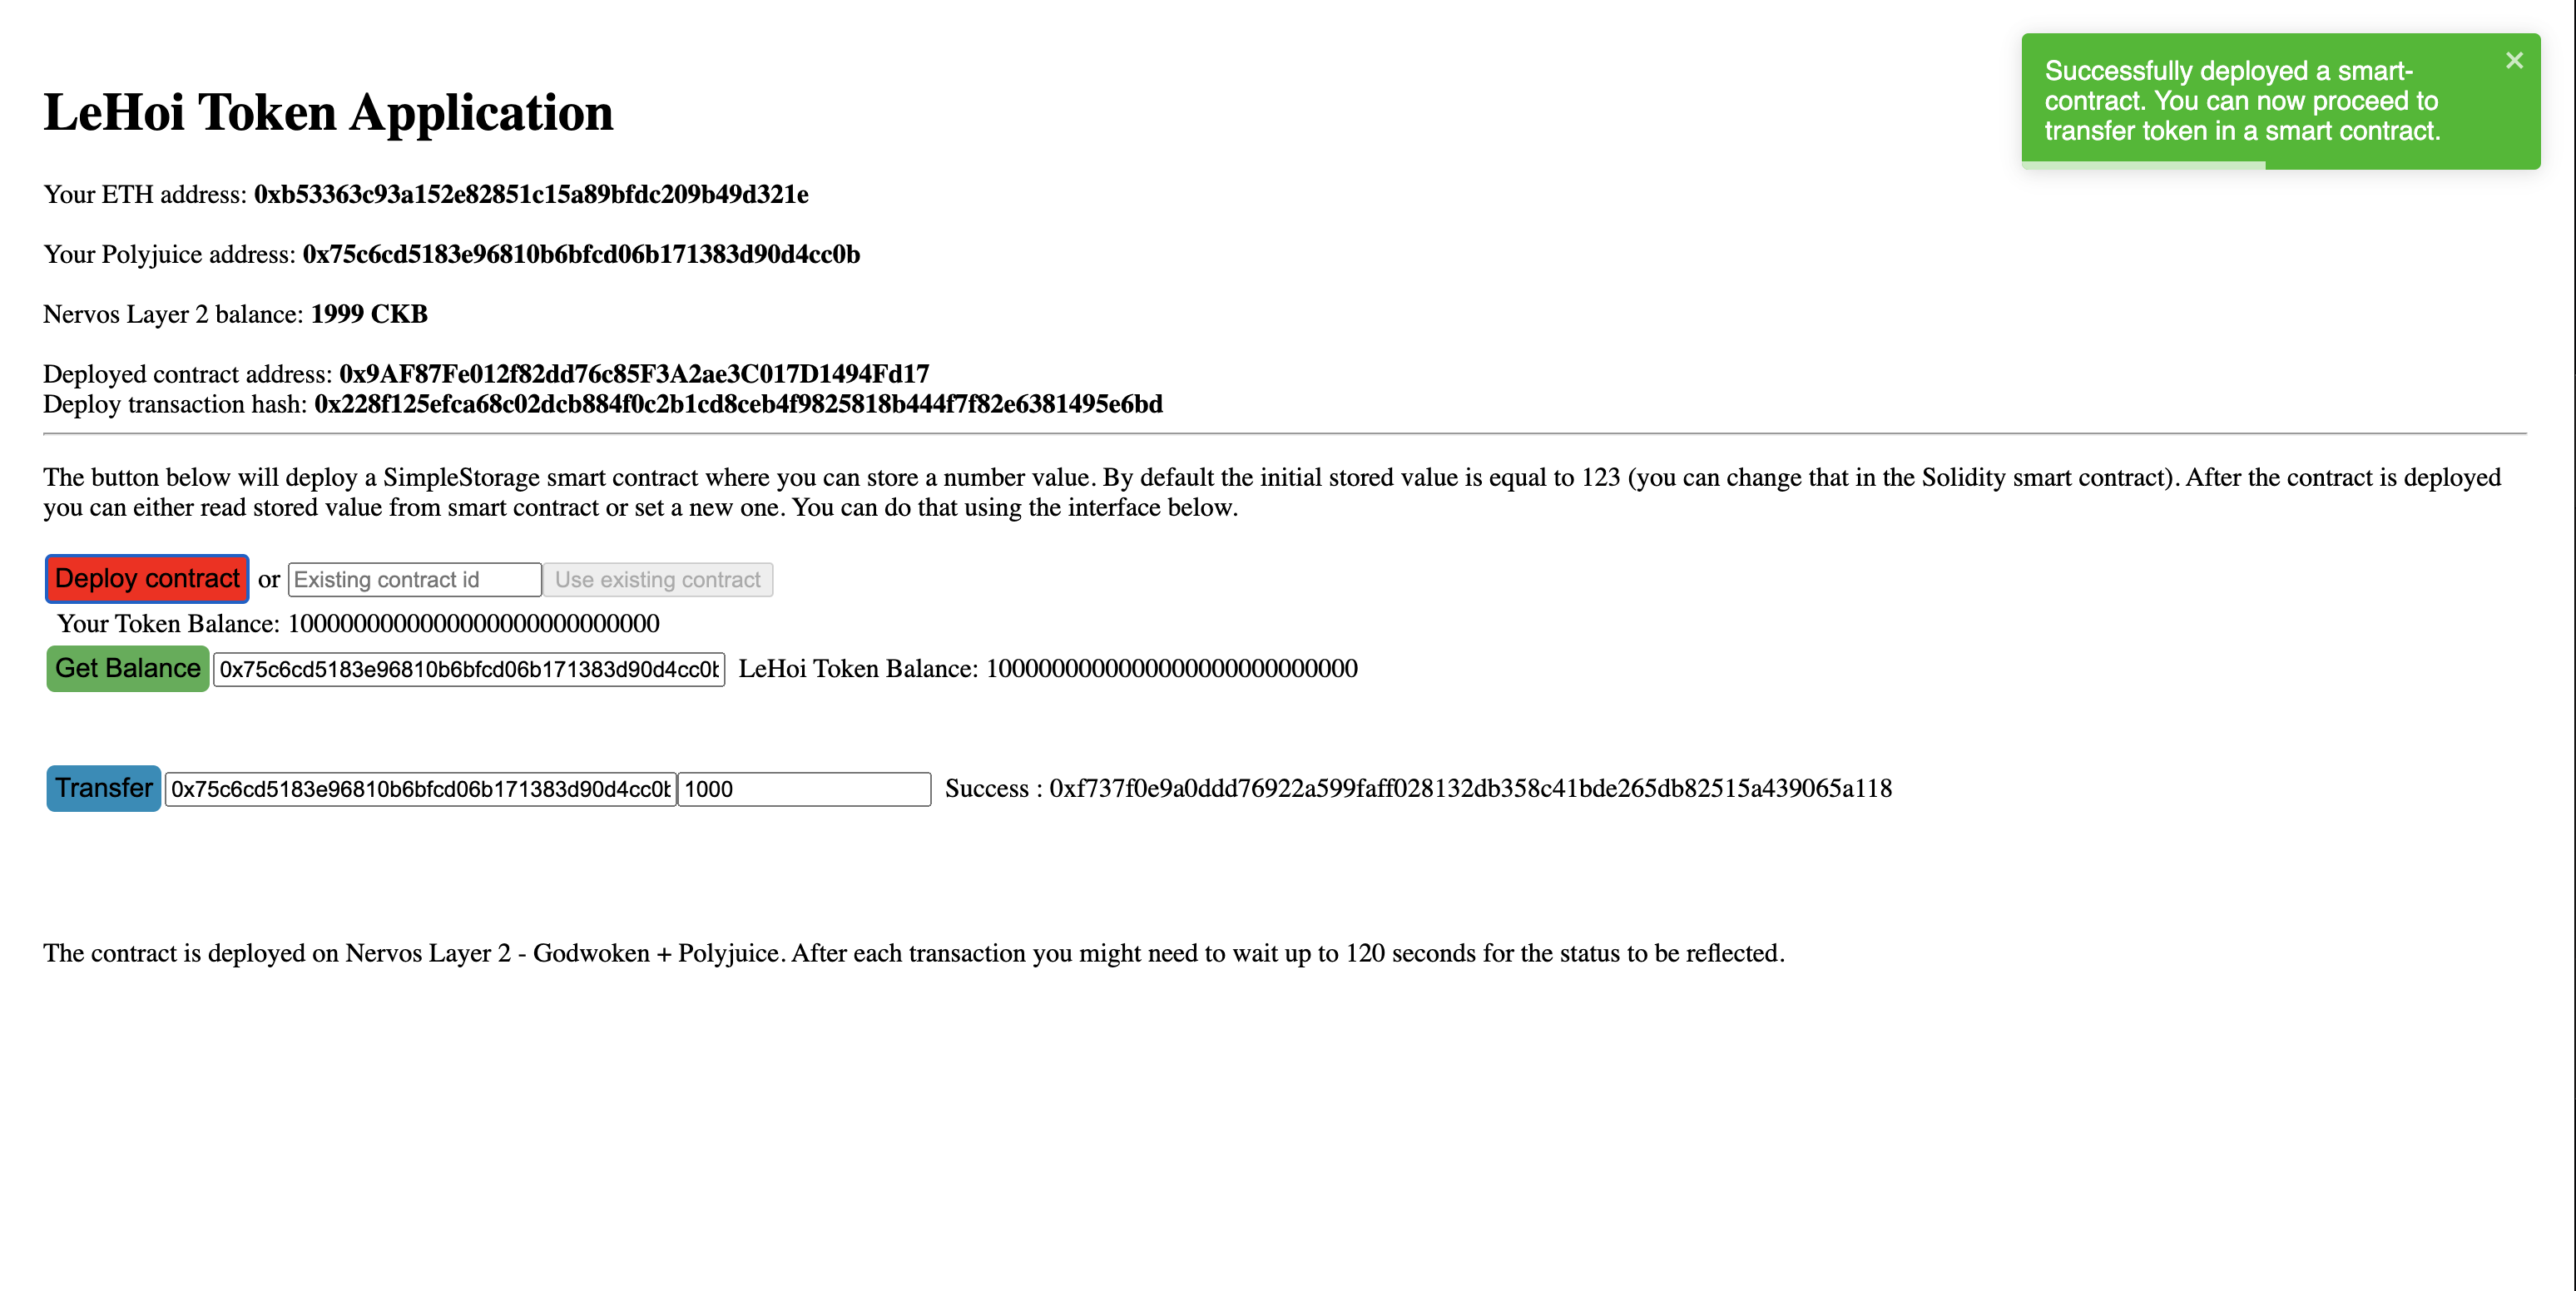 LeHoi Token Application
Successfully deployed a smart-
contract. You can now proceed to
transfer token in a smart contract.
Your ETH address: 0xb53363c93a152e82851c15a89bfdc209b49d321e
Your Polyjuice address: 0x75c6cd5183e96810b6bfcd06b171383d90d4cc0b
Nervos Layer 2 balance: 1999 CKB
Deployed contract address: 0x9AF87Fe012f82dd76c85F3A2ae3C017D1494Fd17
Deploy transaction hash: 0x228f125efca68c02dcb884f0c2b1cd8ceb4f9825818b444f7f82e6381495e6bd
The button below will deploy a SimpleStorage smart contract where you can store a number value. By default the initial stored value is equal to 123 (you can change that in the Solidity smart contract). After the contract is deployed
you can either read stored value from smart contract or set a new one. You can do that using the interface below.
Deploy contract or Existing contract id Use existing contract
Your Token Balance: 1000000000000000000000000000
Get Balance 0x75c6cd5183e96810b6bfcd06b171383d90d4cc0b LeHoi Token Balance: 1000000000000000000000000000
Transfer 0x75c6cd5183e96810b6bfcd06b171383d90d4cc0b 1000 Success : 0xf737f0e9a0ddd76922a599faff028132db358c41bde265db82515a439065a118
The contract is deployed on Nervos Layer 2 - Godwoken + Polyjuice. After each transaction you might need to wait up to 120 seconds for the status to be reflected.